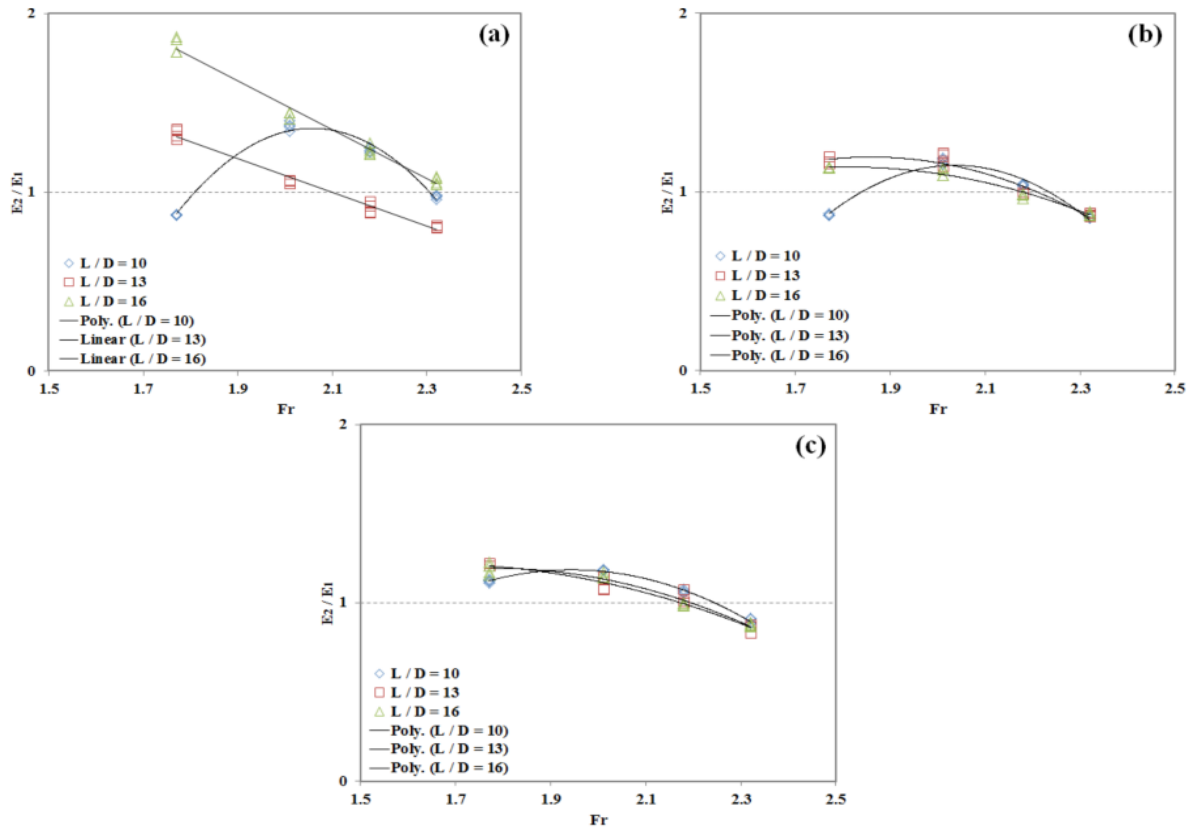 (a)
2
1
0
E2 / E1
L / D = 10
L / D = 13
L / D = 16
Poly. (L / D = 10)
Linear (L / D = 13)
Linear (L / D = 16)
1.5 1.7 1.9 2.1 2.3 2.5
Fr
(b)
2
1
0
E2 / E1
L / D = 10
L / D = 13
L / D = 16
Poly. (L / D = 10)
Poly. (L / D = 13)
Poly. (L / D = 16)
1.5 1.7 1.9 2.1 2.3 2.5
Fr
(c)
2
1
0
E2 / E1
L / D = 10
L / D = 13
L / D = 16
Poly. (L / D = 10)
Poly. (L / D = 13)
Poly. (L / D = 16)
1.5 1.7 1.9 2.1 2.3 2.5
Fr